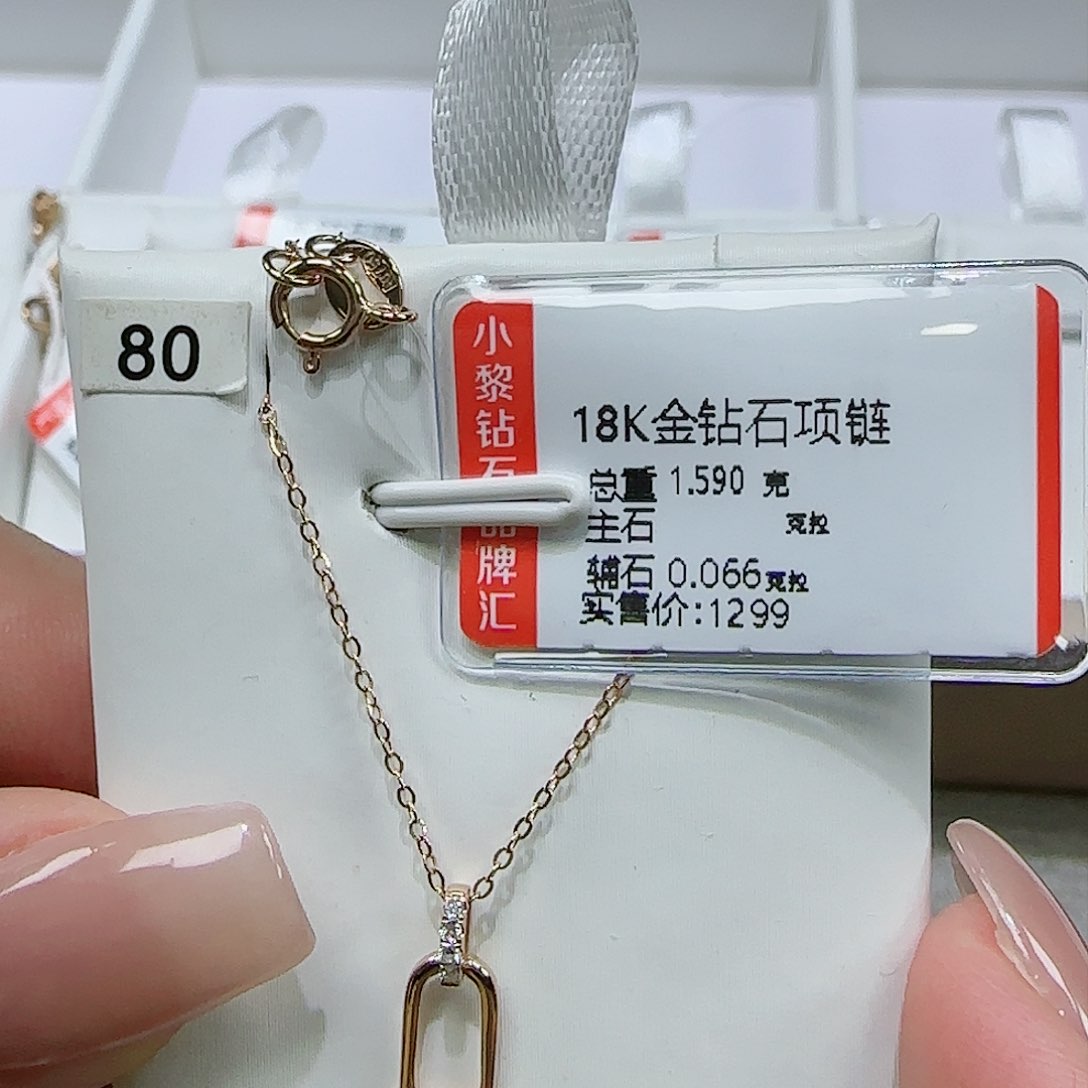 80
小黎钻石品牌汇
18K金钻石项链
总重 1.590 克
主石 克拉
辅石 0.066克拉
实售价:1299